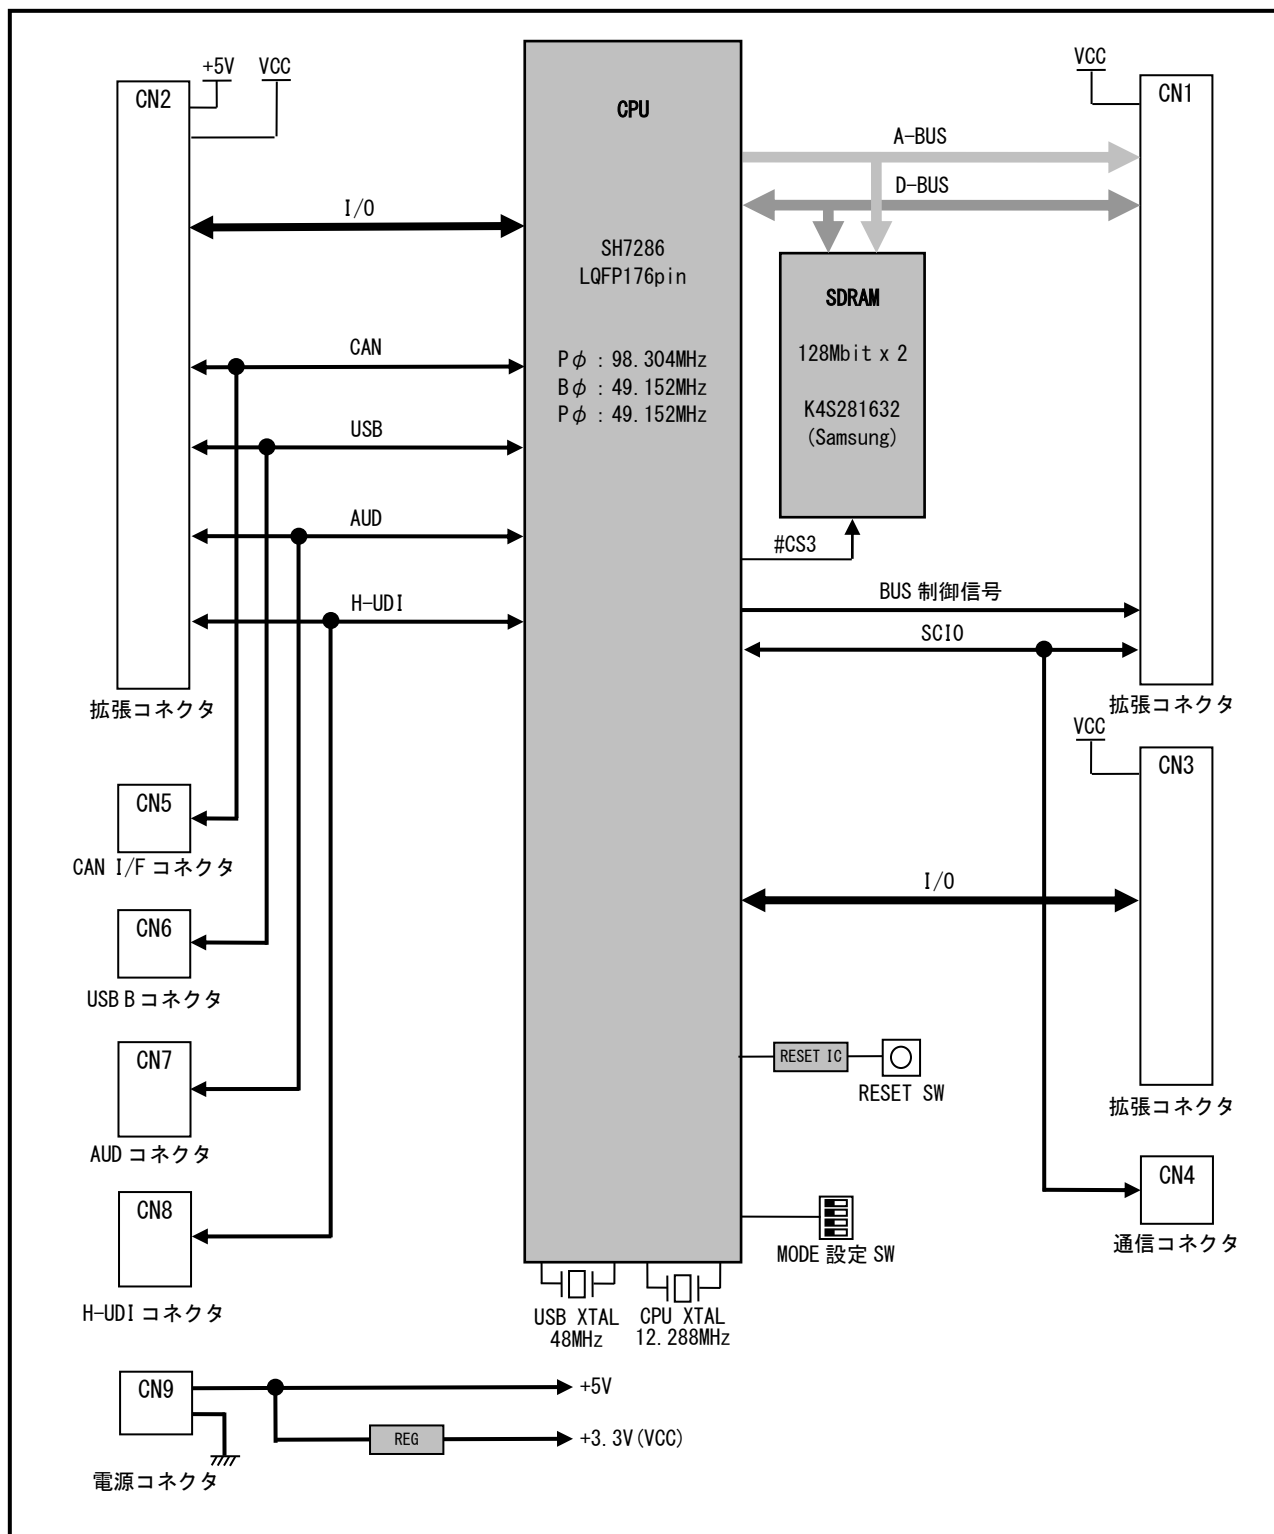 +5V
VCC
CN2
I/O
CAN
USB
AUD
H-UDI
拡張コネクタ
CN5
CAN I/F コネクタ
CN6
USB B コネクタ
CN7
AUD コネクタ
CN8
H-UDI コネクタ
CPU
SH7286
LQFP176pin
Pφ : 98.304MHz
Bφ : 49.152MHz
Pφ : 49.152MHz
VCC
CN1
A-BUS
D-BUS
SDRAM
128Mbit x 2
K4S281632
(Samsung)
#CS3
BUS 制御信号
SCI0
拡張コネクタ
VCC
CN3
I/O
RESET IC
RESET SW
拡張コネクタ
CN4
通信コネクタ
MODE 設定 SW
USB XTAL
48MHz
CPU XTAL
12.288MHz
CN9
+5V
REG
+3.3V(VCC)
電源コネクタ